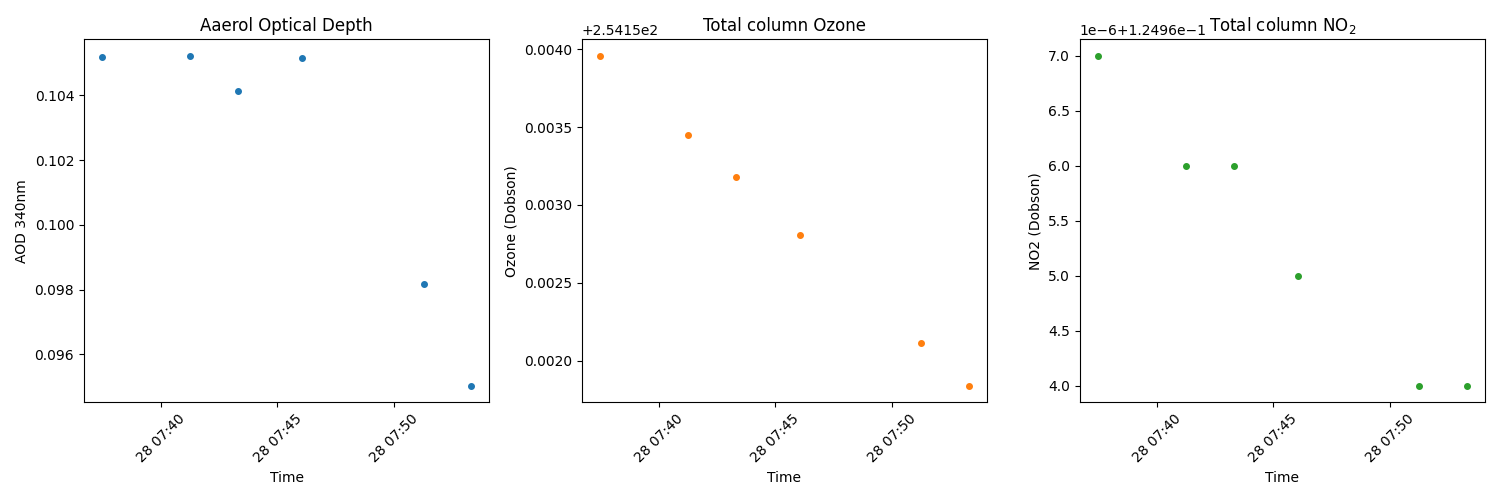 Aaerol Optical Depth
AOD 340nm
0.104
0.102
0.100
0.098
0.096
28 07:40
28 07:45
28 07:50
Time
Total column Ozone
+2.5415e2
Ozone (Dobson)
0.0040
0.0035
0.0030
0.0025
0.0020
28 07:40
28 07:45
28 07:50
Time
1e-6+1.2496e-1
Total column NO₂
NO2 (Dobson)
7.0
6.5
6.0
5.5
5.0
4.5
4.0
28 07:40
28 07:45
28 07:50
Time